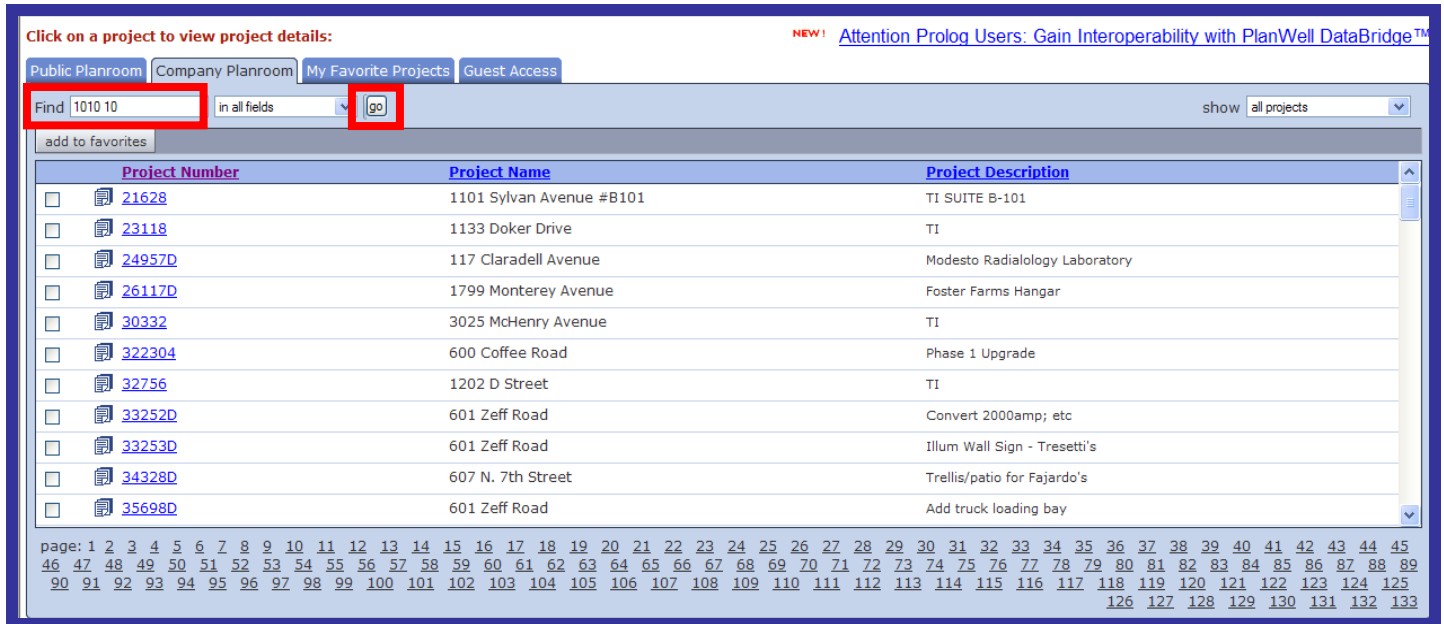 Click on a project to view project details: NEW! Attention Prolog Users: Gain Interoperability with PlanWell DataBridge™
Public Planroom Company Planroom My Favorite Projects Guest Access
Find 1010 10 in all fields go show all projects
add to favorites
Project Number Project Name Project Description
21628 1101 Sylvan Avenue #B101 TI SUITE B-101
23118 1133 Doker Drive TI
24957D 117 Claradell Avenue Modesto Radialology Laboratory
26117D 1799 Monterey Avenue Foster Farms Hangar
30332 3025 McHenry Avenue TI
322304 600 Coffee Road Phase 1 Upgrade
32756 1202 D Street TI
33252D 601 Zeff Road Convert 2000amp; etc
33253D 601 Zeff Road Illum Wall Sign - Tresetti's
34328D 607 N. 7th Street Trellis/patio for Fajardo's
35698D 601 Zeff Road Add truck loading bay
page: 1 2 3 4 5 6 7 8 9 10 11 12 13 14 15 16 17 18 19 20 21 22 23 24 25 26 27 28 29 30 31 32 33 34 35 36 37 38 39 40 41 42 43 44 45
46 47 48 49 50 51 52 53 54 55 56 57 58 59 60 61 62 63 64 65 66 67 68 69 70 71 72 73 74 75 76 77 78 79 80 81 82 83 84 85 86 87 88 89
90 91 92 93 94 95 96 97 98 99 100 101 102 103 104 105 106 107 108 109 110 111 112 113 114 115 116 117 118 119 120 121 122 123 124 125
126 127 128 129 130 131 132 133